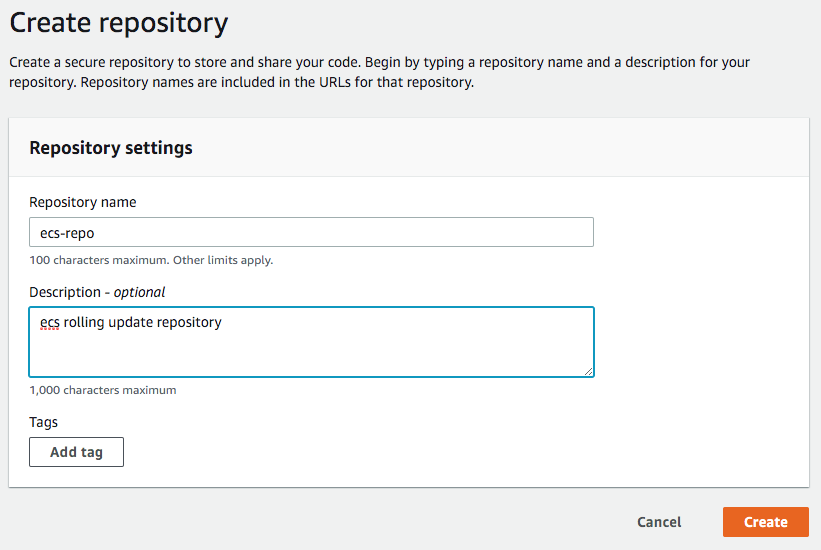 Create repository
Create a secure repository to store and share your code. Begin by typing a repository name and a description for your
repository. Repository names are included in the URLs for that repository.
Repository settings
Repository name
ecs-repo
100 characters maximum. Other limits apply.
Description - optional
ecs rolling update repository
1,000 characters maximum
Tags
Add tag
Cancel
Create